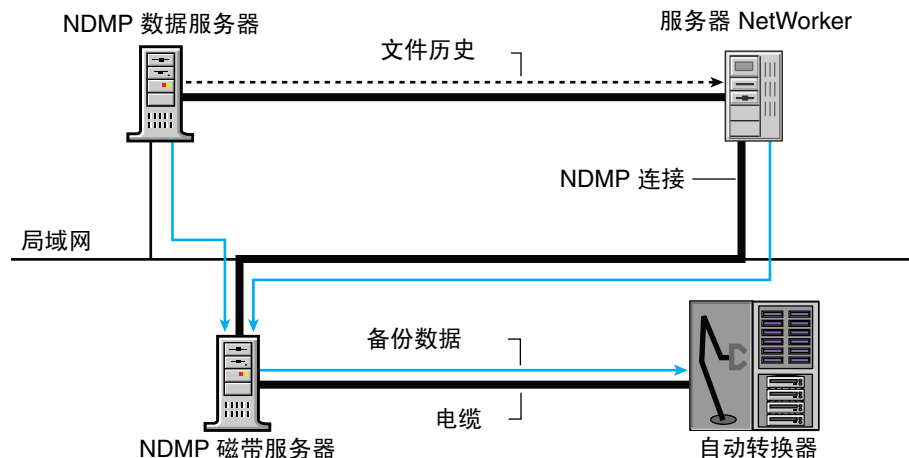 NDMP 数据服务器
服务器 NetWorker
文件历史
NDMP 连接
局域网
备份数据
电缆
NDMP 磁带服务器
自动转换器